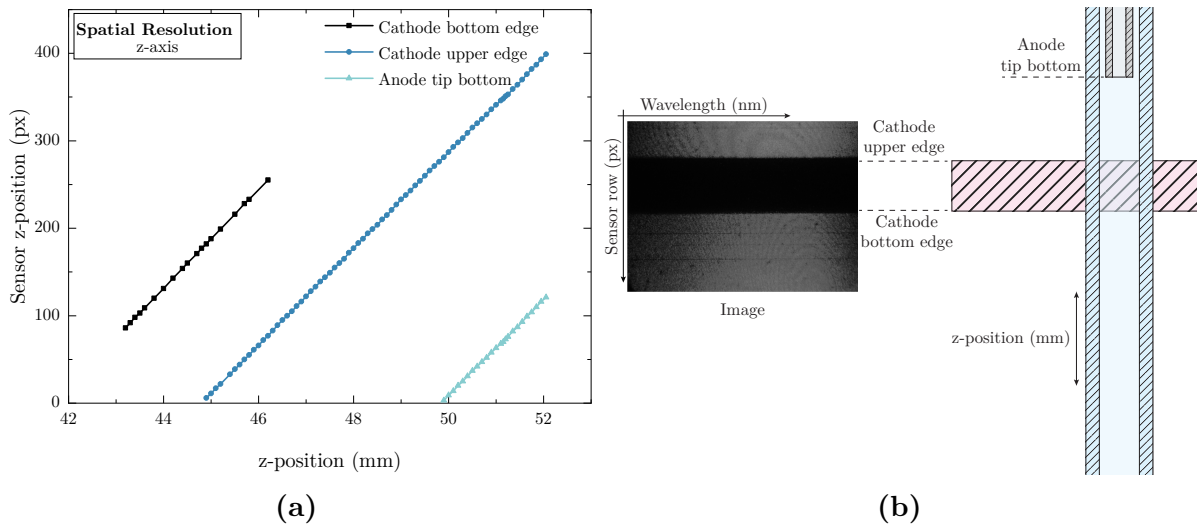 Spatial Resolution
z-axis
Cathode bottom edge
Cathode upper edge
Anode tip bottom
Sensor z-position (px)
400
300
200
100
0
42
44
46
48
50
52
z-position (mm)
(a)
Wavelength (nm)
Sensor row (px)
Image
Anode
tip bottom
Cathode
upper edge
Cathode
bottom edge
z-position (mm)
(b)